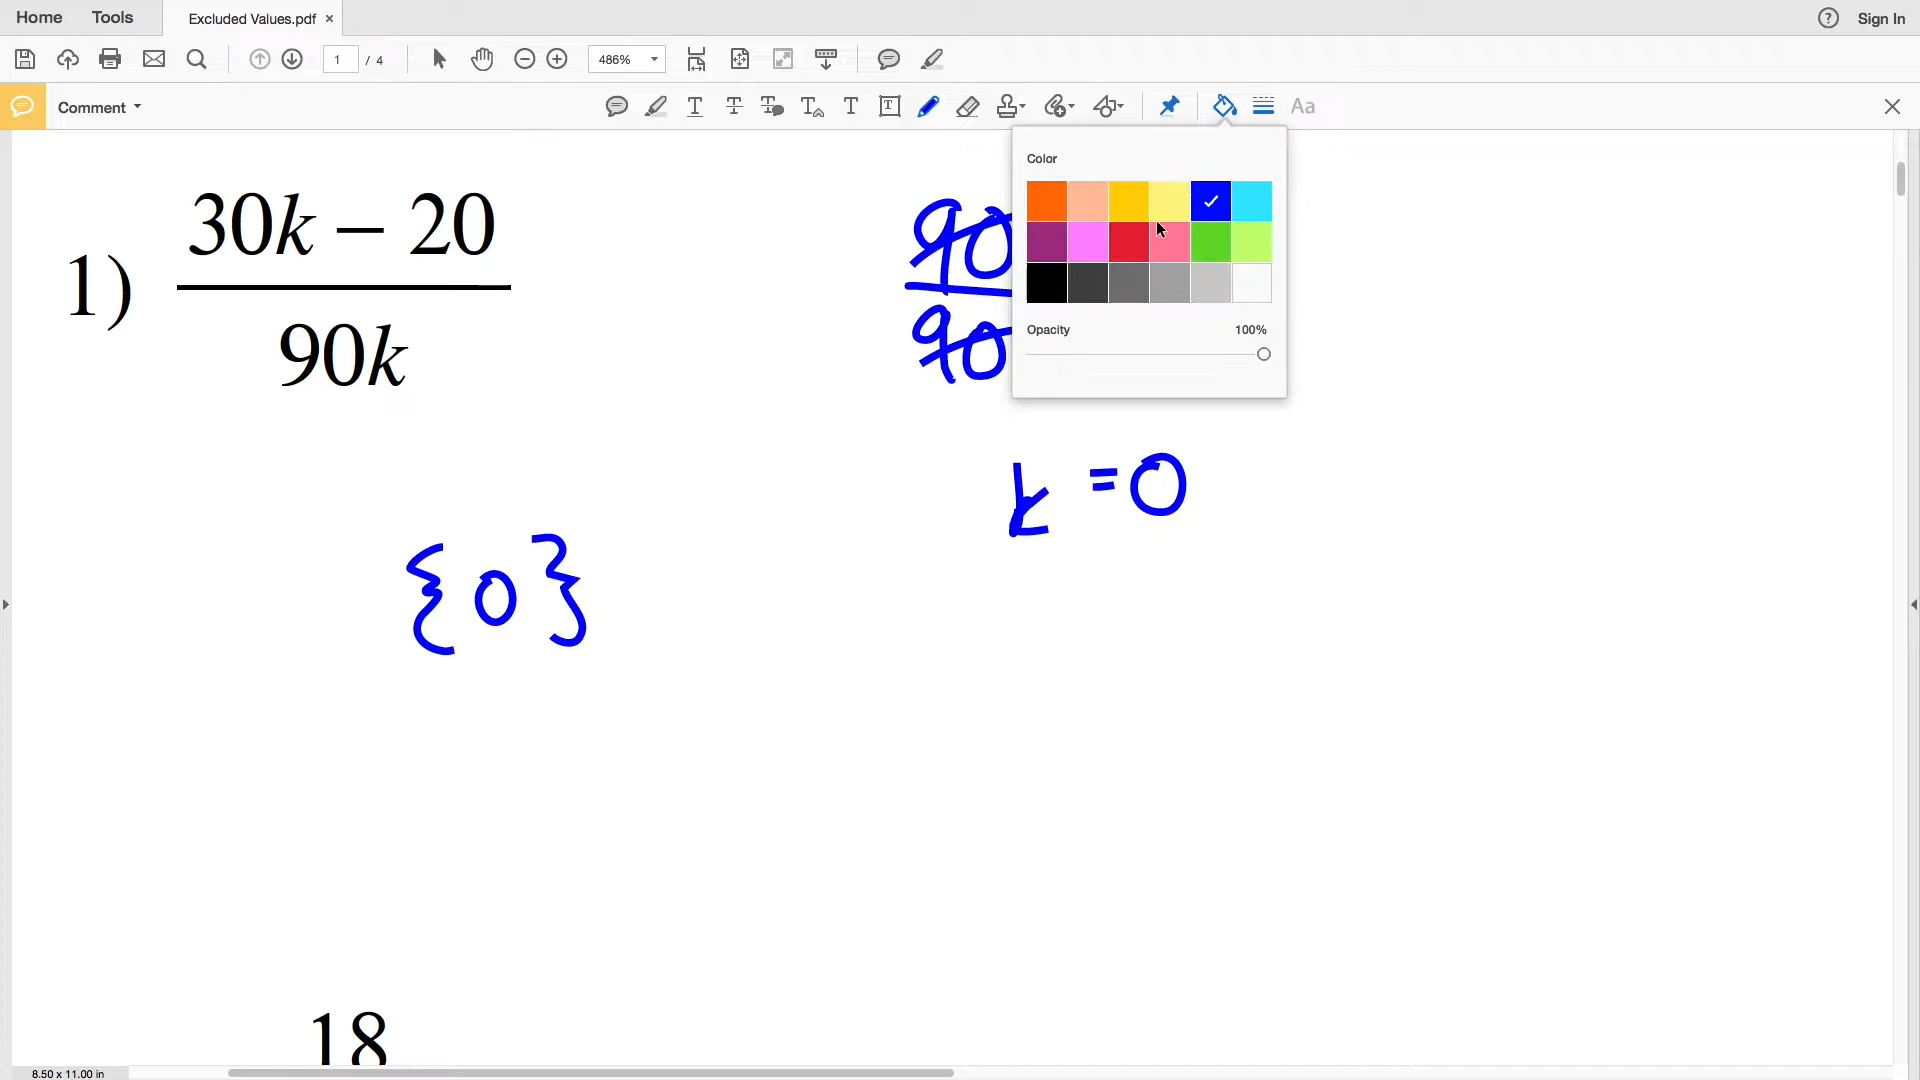 Home Tools Excluded Values.pdf × ? Sign In
1 / 4 486%
Comment Aa
Color
Opacity 100%
1) 30k – 20
90k
90
90
k = 0
{ 0 }
18
8.50 x 11.00 in